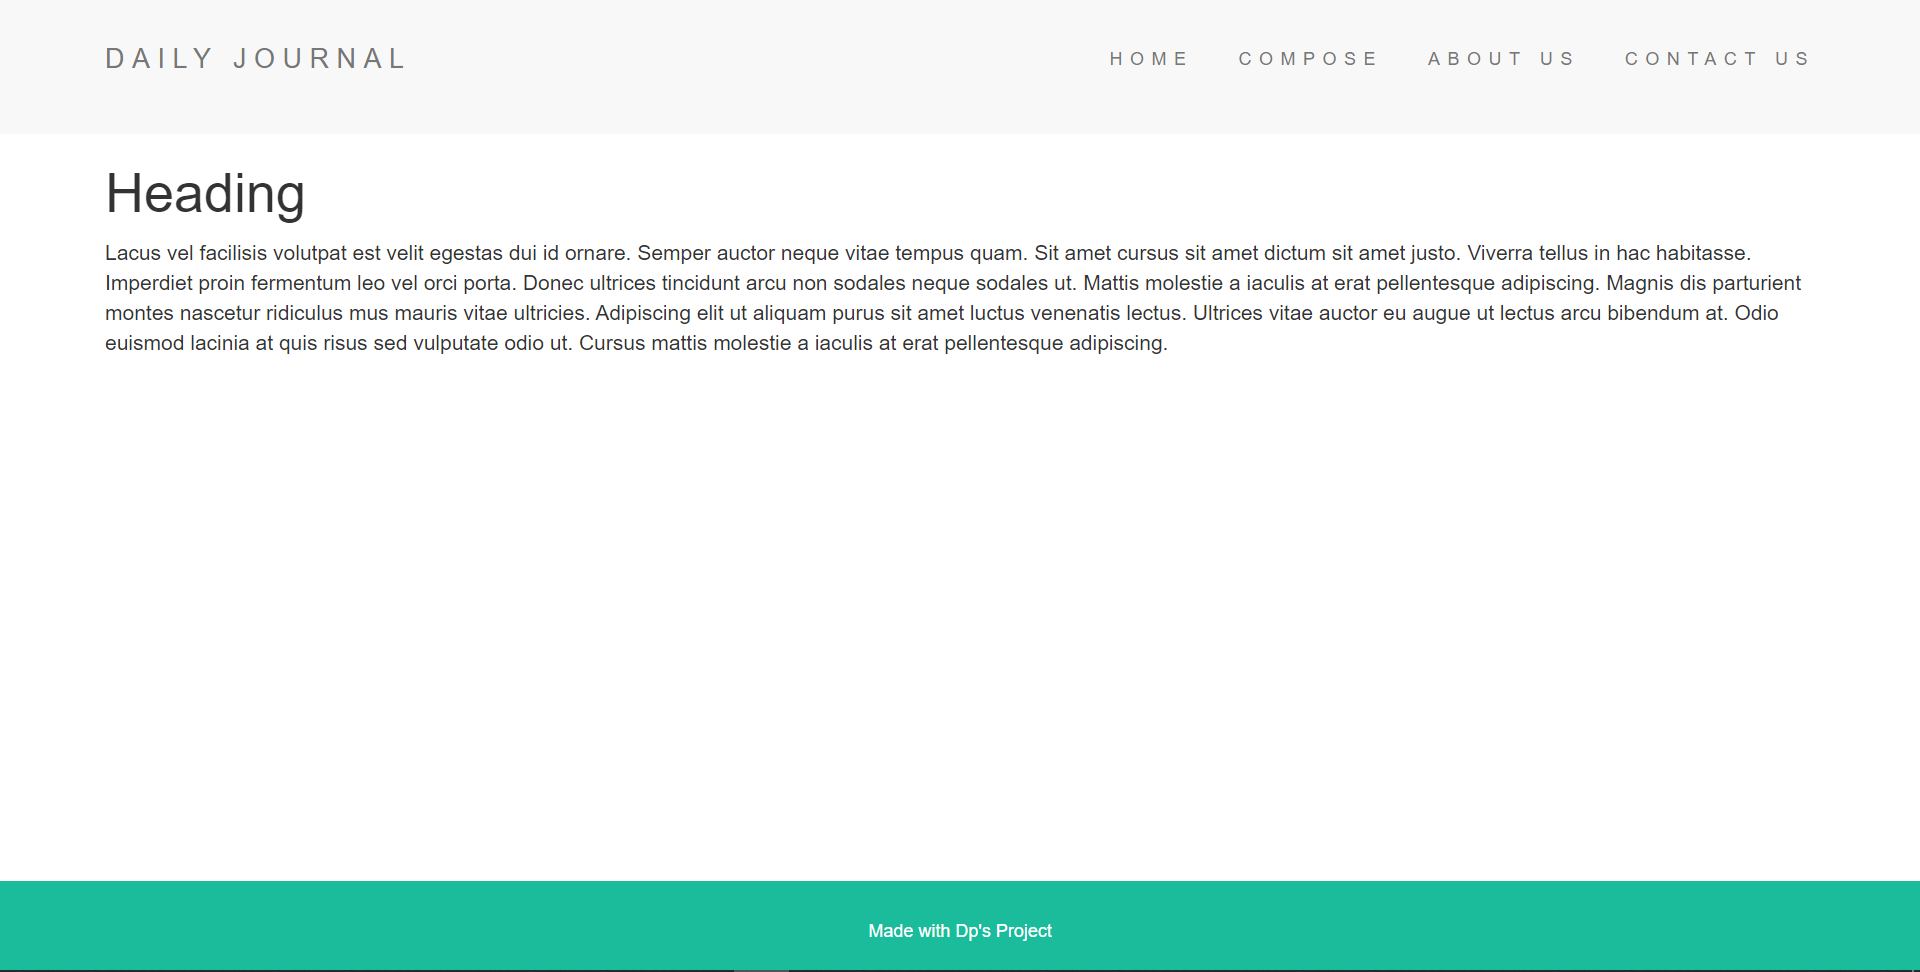 DAILY JOURNAL
HOME COMPOSE ABOUT US CONTACT US
Heading
Lacus vel facilisis volutpat est velit egestas dui id ornare. Semper auctor neque vitae tempus quam. Sit amet cursus sit amet dictum sit amet justo. Viverra tellus in hac habitasse.
Imperdiet proin fermentum leo vel orci porta. Donec ultrices tincidunt arcu non sodales neque sodales ut. Mattis molestie a iaculis at erat pellentesque adipiscing. Magnis dis parturient
montes nascetur ridiculus mus mauris vitae ultricies. Adipiscing elit ut aliquam purus sit amet luctus venenatis lectus. Ultrices vitae auctor eu augue ut lectus arcu bibendum at. Odio
euismod lacinia at quis risus sed vulputate odio ut. Cursus mattis molestie a iaculis at erat pellentesque adipiscing.
Made with Dp's Project